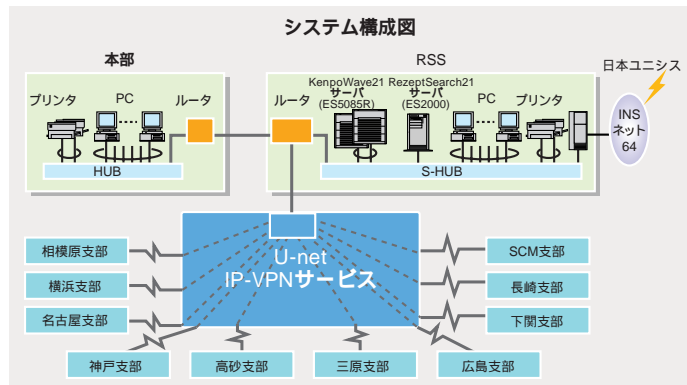 システム構成図
本部
プリンタ
PC
ルータ
HUB
RSS
ルータ
KenpoWave21
サーバ
(ES5085R)
RezeptSearch21
サーバ
(ES2000)
PC
プリンタ
S-HUB
日本ユニシス
INS
ネット
64
U-net
IP-VPNサービス
相模原支部
横浜支部
名古屋支部
神戸支部
高砂支部
三原支部
広島支部
SCM支部
長崎支部
下関支部